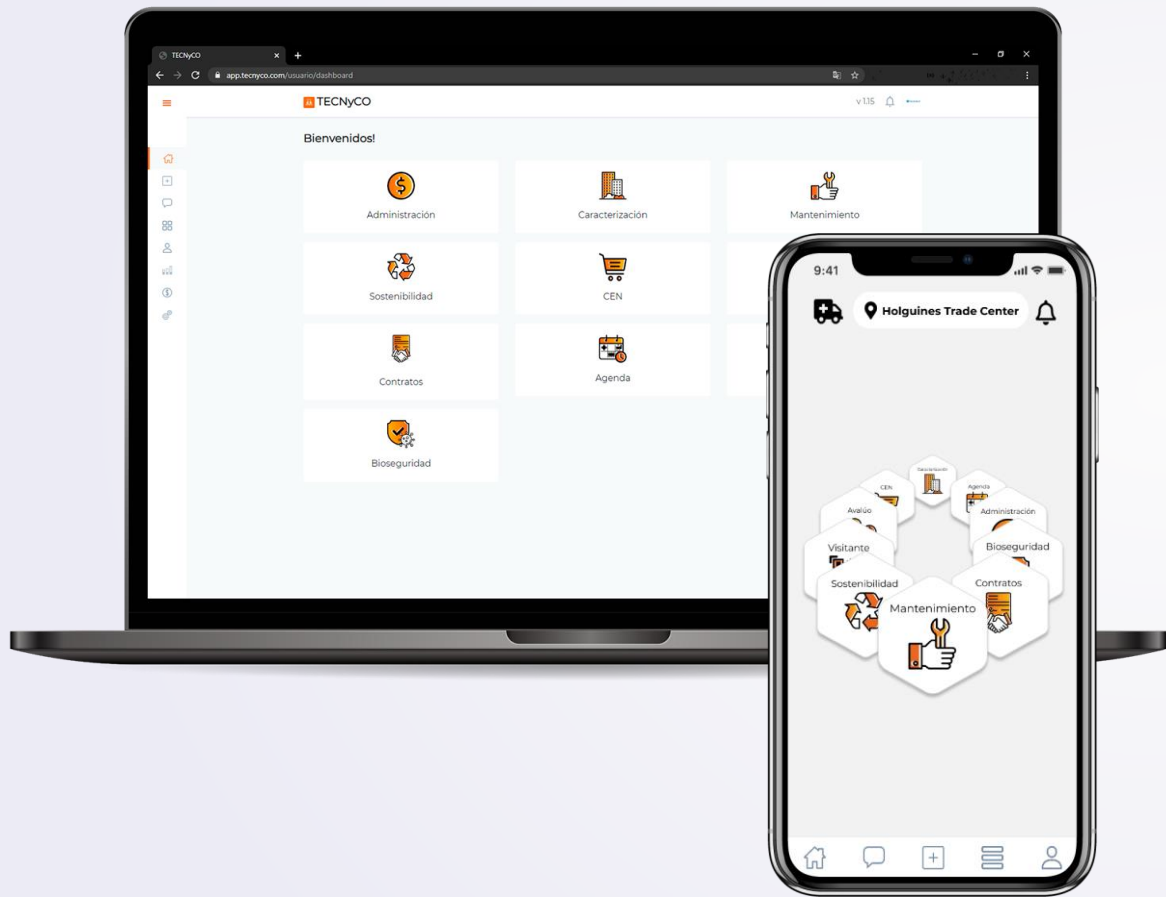 TECNyCO
app.tecnyco.com/usuario/dashboard
TECNyCO
v 1.15
Bienvenidos!
Administración
Caracterización
Mantenimiento
Sostenibilidad
CEN
Contratos
Agenda
Bioseguridad
9:41
Holguines Trade Center
Caracterización
CEN
Agenda
Avalúo
Administración
Visitante
Bioseguridad
Sostenibilidad
Contratos
Mantenimiento